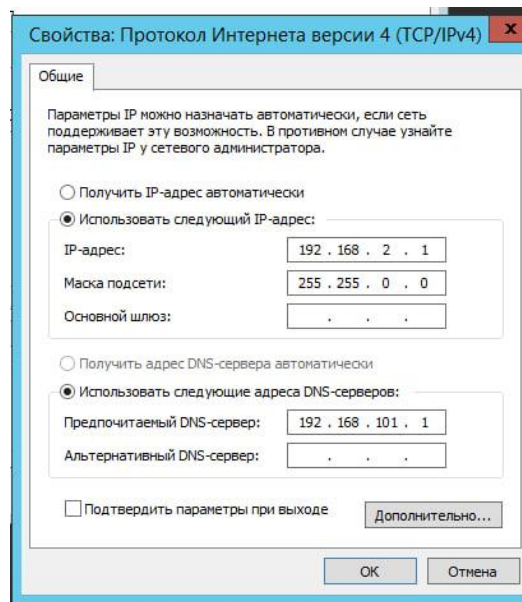 Свойства: Протокол Интернета версии 4 (TCP/IPv4)
x
Общие
Параметры IP можно назначать автоматически, если сеть
поддерживает эту возможность. В противном случае узнайте
параметры IP у сетевого администратора.
Получить IP-адрес автоматически
Использовать следующий IP-адрес:
IP-адрес: 192 . 168 . 2 . 1
Маска подсети: 255 . 255 . 0 . 0
Основной шлюз: . . .
Получить адрес DNS-сервера автоматически
Использовать следующие адреса DNS-серверов:
Предпочитаемый DNS-сервер: 192 . 168 . 101 . 1
Альтернативный DNS-сервер: . . .
Подтвердить параметры при выходе
Дополнительно...
ОК Отмена